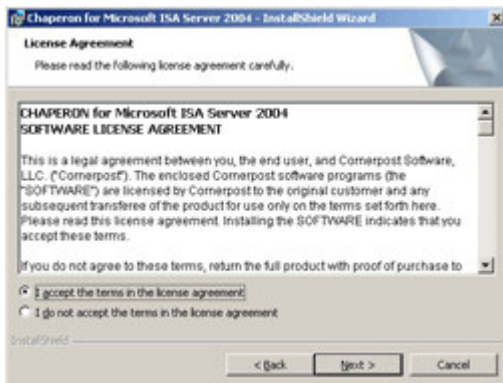 Chaperon for Microsoft ISA Server 2004 - InstallShield Wizard
License Agreement
Please read the following license agreement carefully.
CHAPERON for Microsoft ISA Server 2004
SOFTWARE LICENSE AGREEMENT
This is a legal agreement between you, the end user, and Cornerpost Software,
LLC. ("Cornerpost"). The enclosed Cornerpost software programs (the
"SOFTWARE") are licensed by Cornerpost to the original customer and any
subsequent transferee of the product for use only on the terms set forth here.
Please read this license agreement. Installing the SOFTWARE indicates that you
accept these terms.
If you do not agree to these terms, return the full product with proof of purchase to
I accept the terms in the license agreement
I do not accept the terms in the license agreement
InstallShield
< Back
Next >
Cancel